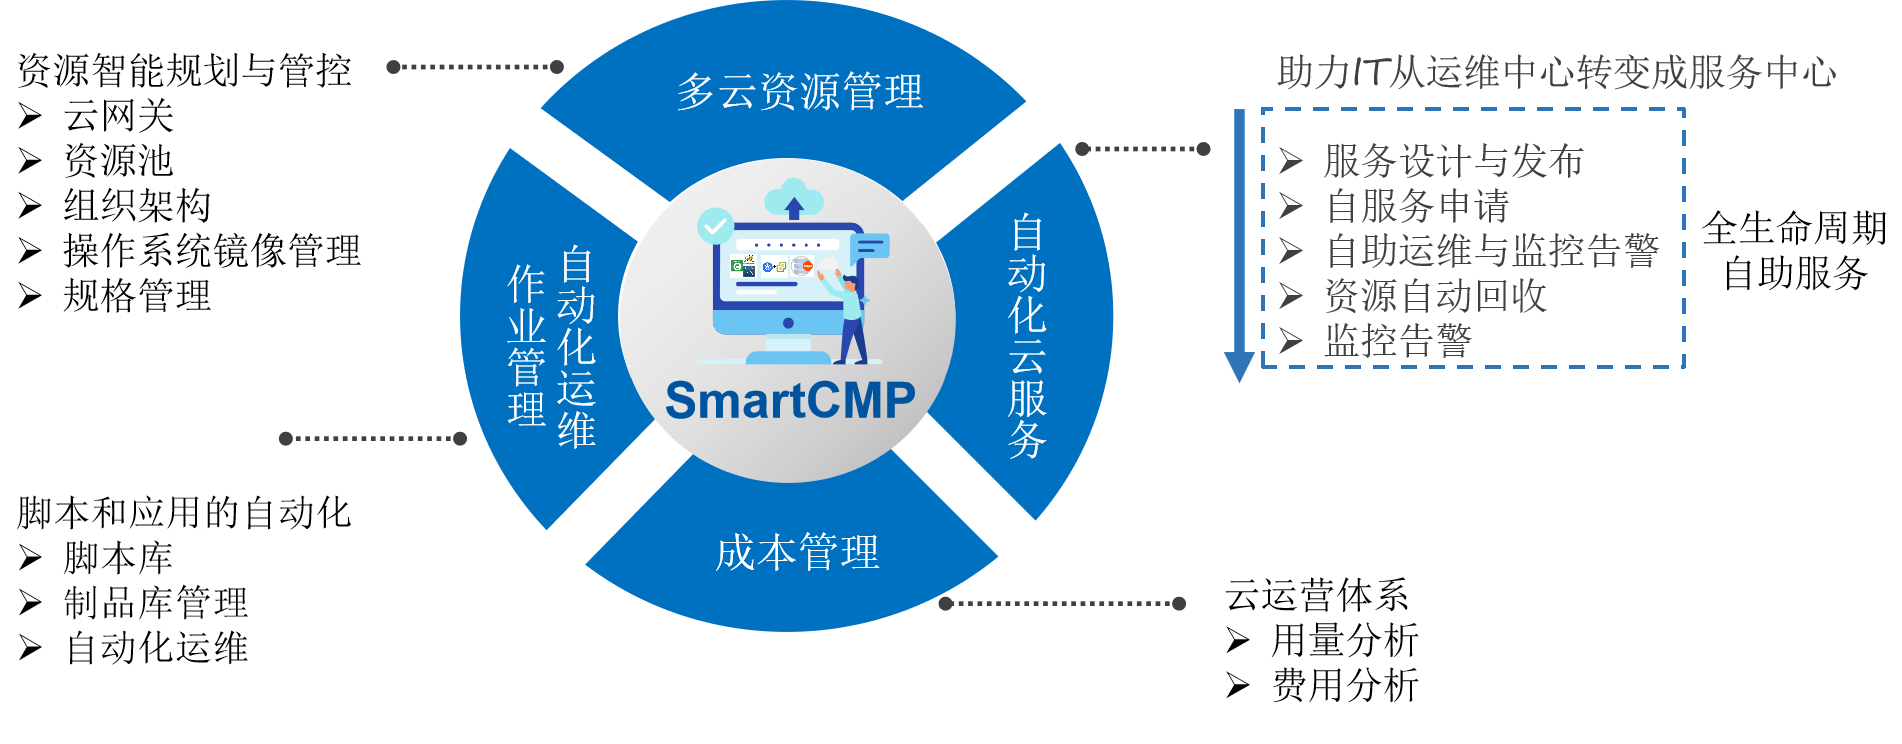 资源智能规划与管控
云网关
资源池
组织架构
操作系统镜像管理
规格管理
多云资源管理
助力IT从运维中心转变成服务中心
服务设计与发布
自服务申请
自助运维与监控告警
资源自动回收
监控告警
全生命周期
自助服务
自动化运维
作业管理
SmartCMP
自动化云服务
成本管理
脚本和应用的自动化
脚本库
制品库管理
自动化运维
云运营体系
用量分析
费用分析